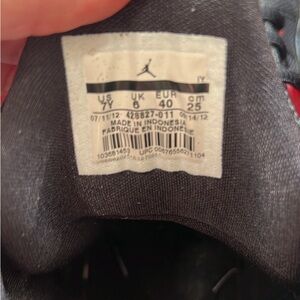 IY
US UK EUR cm
7Y 6 40 25
07/11/12 428827-011 09/14/12
MADE IN INDONESIA
FABRIQUE EN INDONESIE